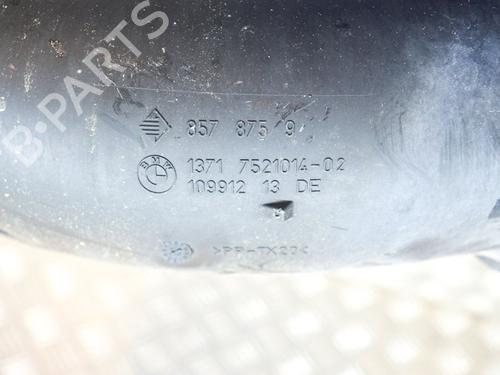 B-PARTS
857 875 9
BMW
1371 7521014-02
109912 13 DE
>PP-TX20<